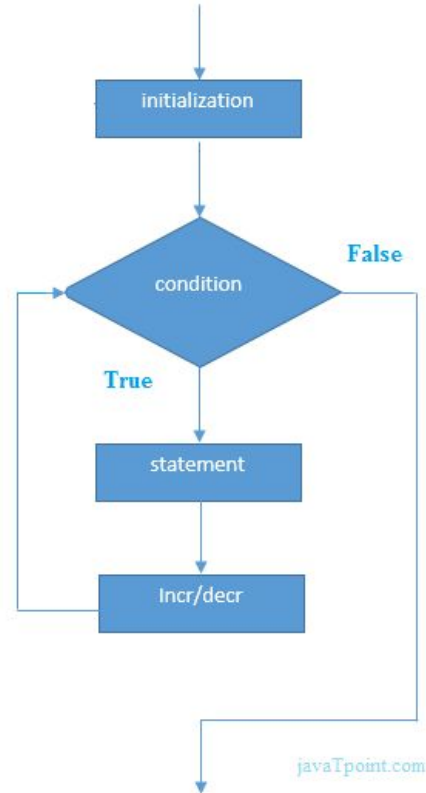 initialization
condition
False
True
statement
Incr/decr
javaTpoint.com